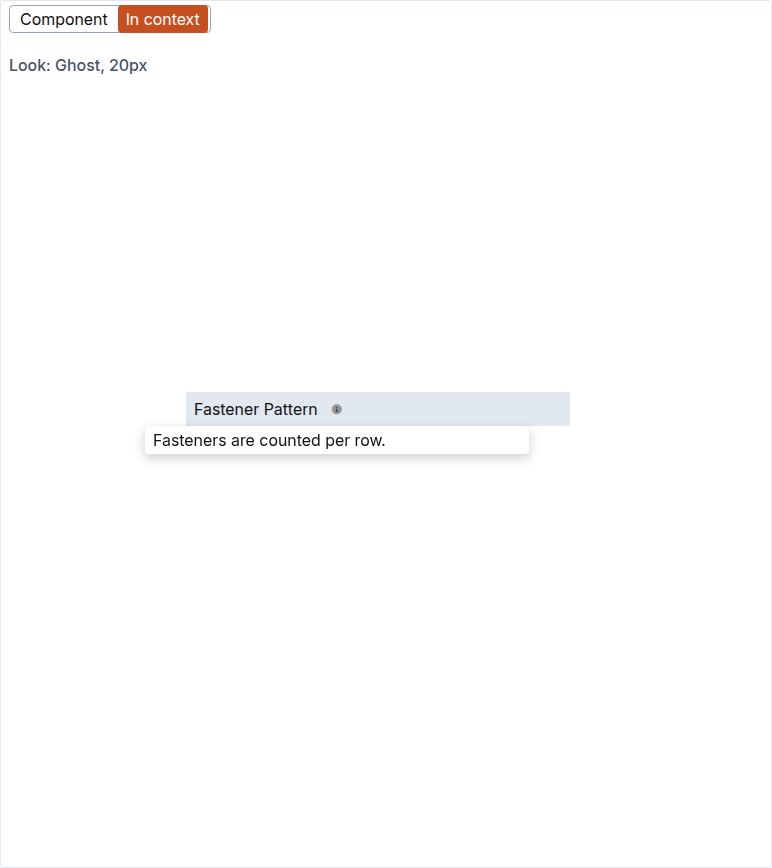 Component
In context
Look: Ghost, 20px
Fastener Pattern
Fasteners are counted per row.